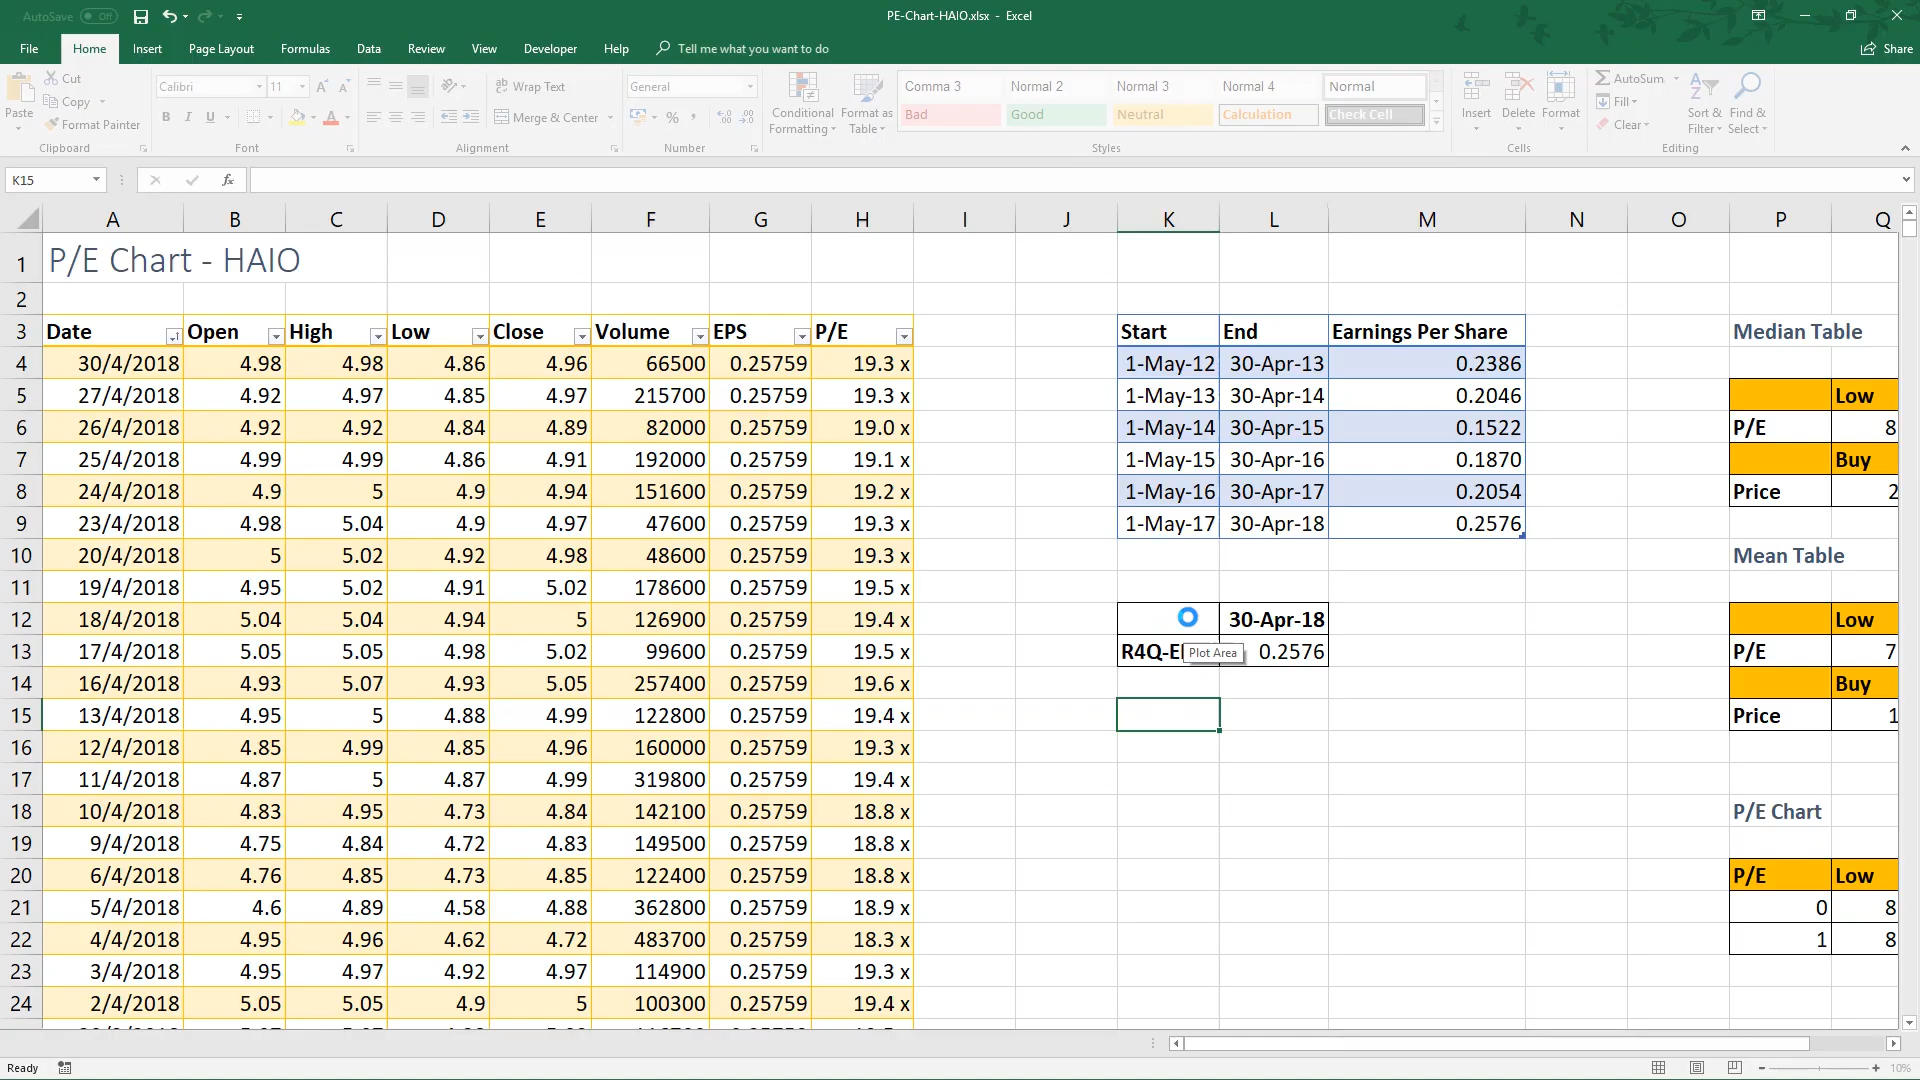 AutoSave Off
PE-Chart-HAIO.xlsx - Excel
File Home Insert Page Layout Formulas Data Review View Developer Help Tell me what you want to do Share
Paste Cut Copy Format Painter Clipboard
Calibri 11 A A B I U A Font
Wrap Text Merge & Center Alignment
General % , Number
Conditional Formatting Format as Table
Comma 3 Normal 2 Normal 3 Normal 4 Normal
Bad Good Neutral Calculation Check Cell
Styles
Insert Delete Format Cells
AutoSum Fill Clear Sort & Filter Find & Select Editing
K15 fx
A B C D E F G H I J K L M N O P Q
1 P/E Chart - HAIO
2
3 Date Open High Low Close Volume EPS P/E Start End Earnings Per Share Median Table
4 30/4/2018 4.98 4.98 4.86 4.96 66500 0.25759 19.3 x 1-May-12 30-Apr-13 0.2386
5 27/4/2018 4.92 4.97 4.85 4.97 215700 0.25759 19.3 x 1-May-13 30-Apr-14 0.2046 Low
6 26/4/2018 4.92 4.92 4.84 4.89 82000 0.25759 19.0 x 1-May-14 30-Apr-15 0.1522 P/E 8
7 25/4/2018 4.99 4.99 4.86 4.91 192000 0.25759 19.1 x 1-May-15 30-Apr-16 0.1870 Buy
8 24/4/2018 4.9 5 4.9 4.94 151600 0.25759 19.2 x 1-May-16 30-Apr-17 0.2054 Price 2
9 23/4/2018 4.98 5.04 4.9 4.97 47600 0.25759 19.3 x 1-May-17 30-Apr-18 0.2576
10 20/4/2018 5 5.02 4.92 4.98 48600 0.25759 19.3 x Mean Table
11 19/4/2018 4.95 5.02 4.91 5.02 178600 0.25759 19.5 x
12 18/4/2018 5.04 5.04 4.94 5 126900 0.25759 19.4 x 30-Apr-18 Low
13 17/4/2018 5.05 5.05 4.98 5.02 99600 0.25759 19.5 x R4Q-E Plot Area 0.2576 P/E 7
14 16/4/2018 4.93 5.07 4.93 5.05 257400 0.25759 19.6 x Buy
15 13/4/2018 4.95 5 4.88 4.99 122800 0.25759 19.4 x Price 1
16 12/4/2018 4.85 4.99 4.85 4.96 160000 0.25759 19.3 x
17 11/4/2018 4.87 5 4.87 4.99 319800 0.25759 19.4 x
18 10/4/2018 4.83 4.95 4.73 4.84 142100 0.25759 18.8 x P/E Chart
19 9/4/2018 4.75 4.84 4.72 4.83 149500 0.25759 18.8 x
20 6/4/2018 4.76 4.85 4.73 4.85 122400 0.25759 18.8 x P/E Low
21 5/4/2018 4.6 4.89 4.58 4.88 362800 0.25759 18.9 x 0 8
22 4/4/2018 4.95 4.96 4.62 4.72 483700 0.25759 18.3 x 1 8
23 3/4/2018 4.95 4.97 4.92 4.97 114900 0.25759 19.3 x
24 2/4/2018 5.05 5.05 4.9 5 100300 0.25759 19.4 x
Ready 10%